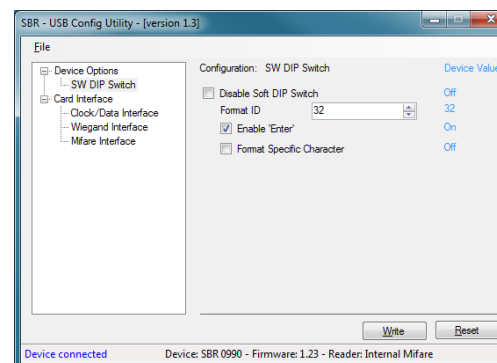 SBR - USB Config Utility - [version 1.3]
File
Device Options
SW DIP Switch
Card Interface
Clock/Data Interface
Wiegand Interface
Mifare Interface
Configuration: SW DIP Switch Device Value
Disable Soft DIP Switch Off
Format ID 32 32
Enable 'Enter' On
Format Specific Character Off
Write Reset
Device connected Device: SBR 0990 - Firmware: 1.23 - Reader: Internal Mifare